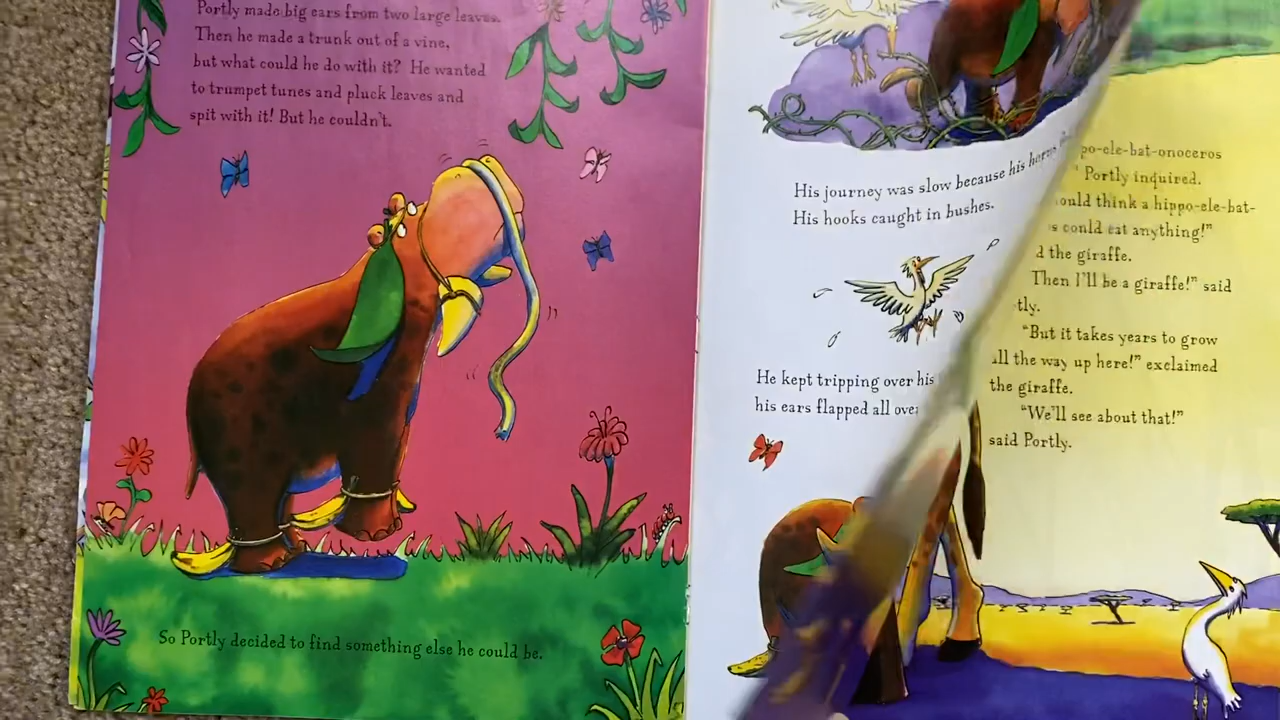 Portly made big ears from two large leaves.
Then he made a trunk out of a vine,
but what could he do with it? He wanted
to trumpet tunes and pluck leaves and
spit with it! But he couldn't.
So Portly decided to find something else he could be.
His journey was slow because his horns
His hooks caught in bushes.
He kept tripping over his
his ears flapped all over
po-ele-bat-onoceros
" Portly inquired.
ould think a hippo-ele-bat-
s could eat anything!"
d the giraffe.
Then I'll be a giraffe!" said
tly.
"But it takes years to grow
all the way up here!" exclaimed
the giraffe.
"We'll see about that!"
said Portly.